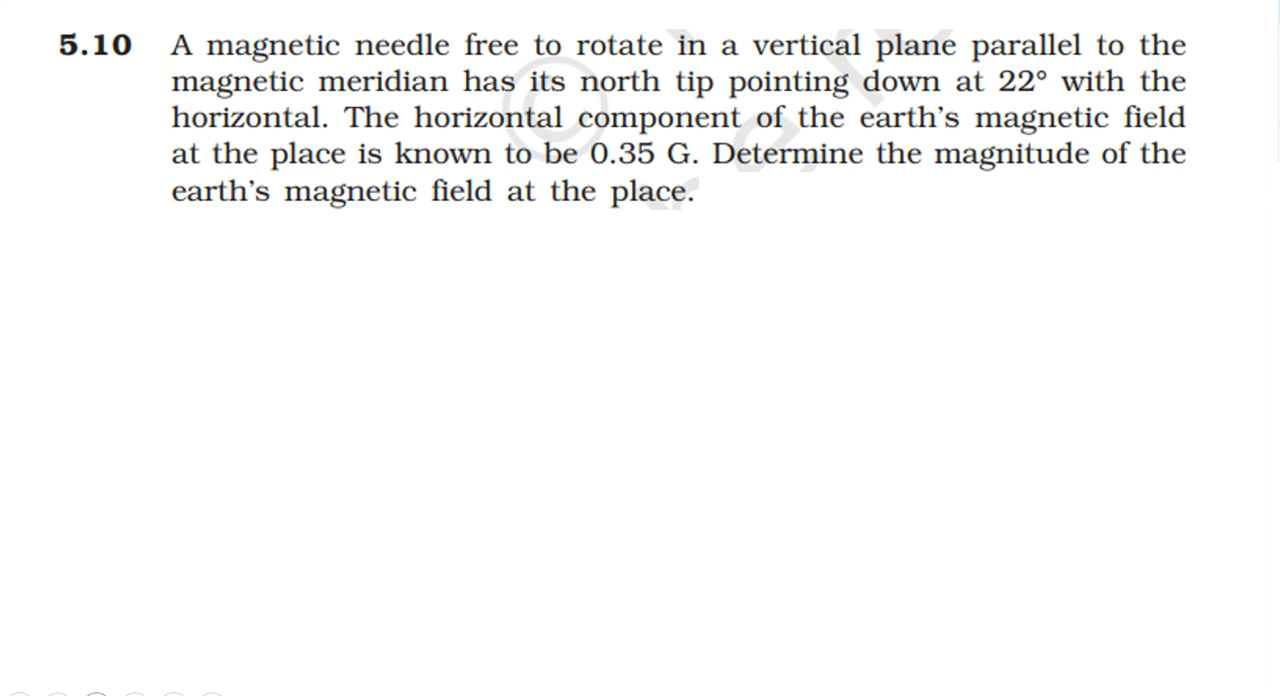 5.10 A magnetic needle free to rotate in a vertical plane parallel to the
magnetic meridian has its north tip pointing down at 22° with the
horizontal. The horizontal component of the earth’s magnetic field
at the place is known to be 0.35 G. Determine the magnitude of the
earth’s magnetic field at the place.